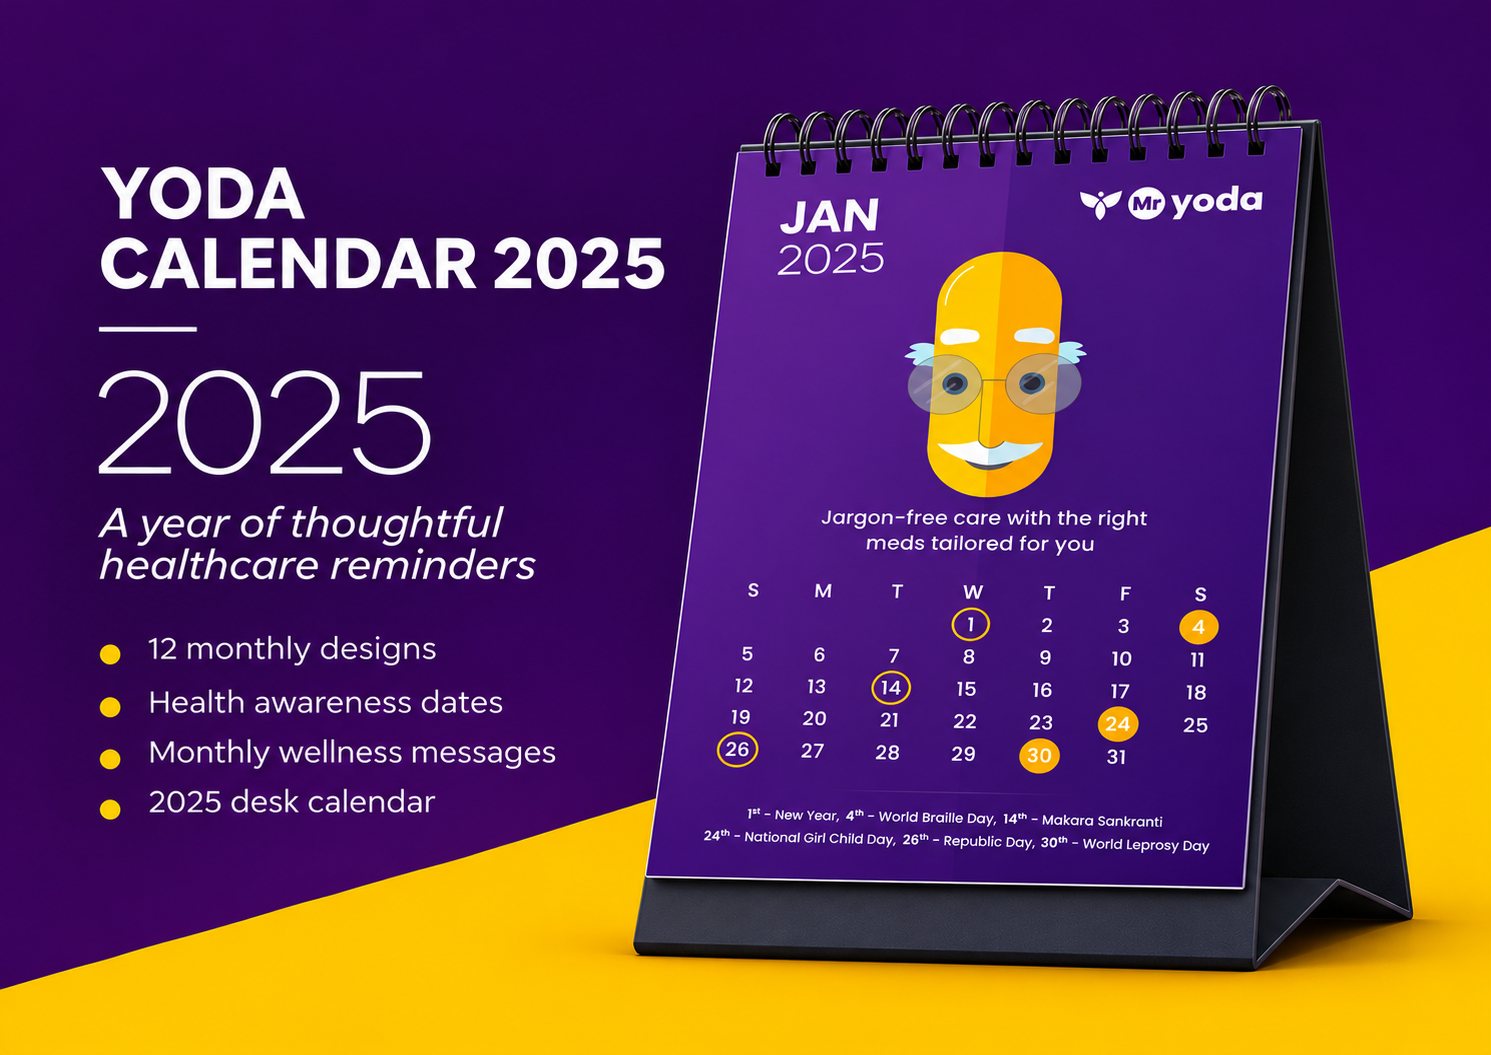 YODA
CALENDAR 2025
2025
A year of thoughtful
healthcare reminders
12 monthly designs
Health awareness dates
Monthly wellness messages
2025 desk calendar
JAN
2025
Mr yoda
Jargon-free care with the right
meds tailored for you
S M T W T F S
1 2 3 4
5 6 7 8 9 10 11
12 13 14 15 16 17 18
19 20 21 22 23 24 25
26 27 28 29 30 31
1st - New Year, 4th - World Braille Day, 14th - Makara Sankranti
24th - National Girl Child Day, 26th - Republic Day, 30th - World Leprosy Day